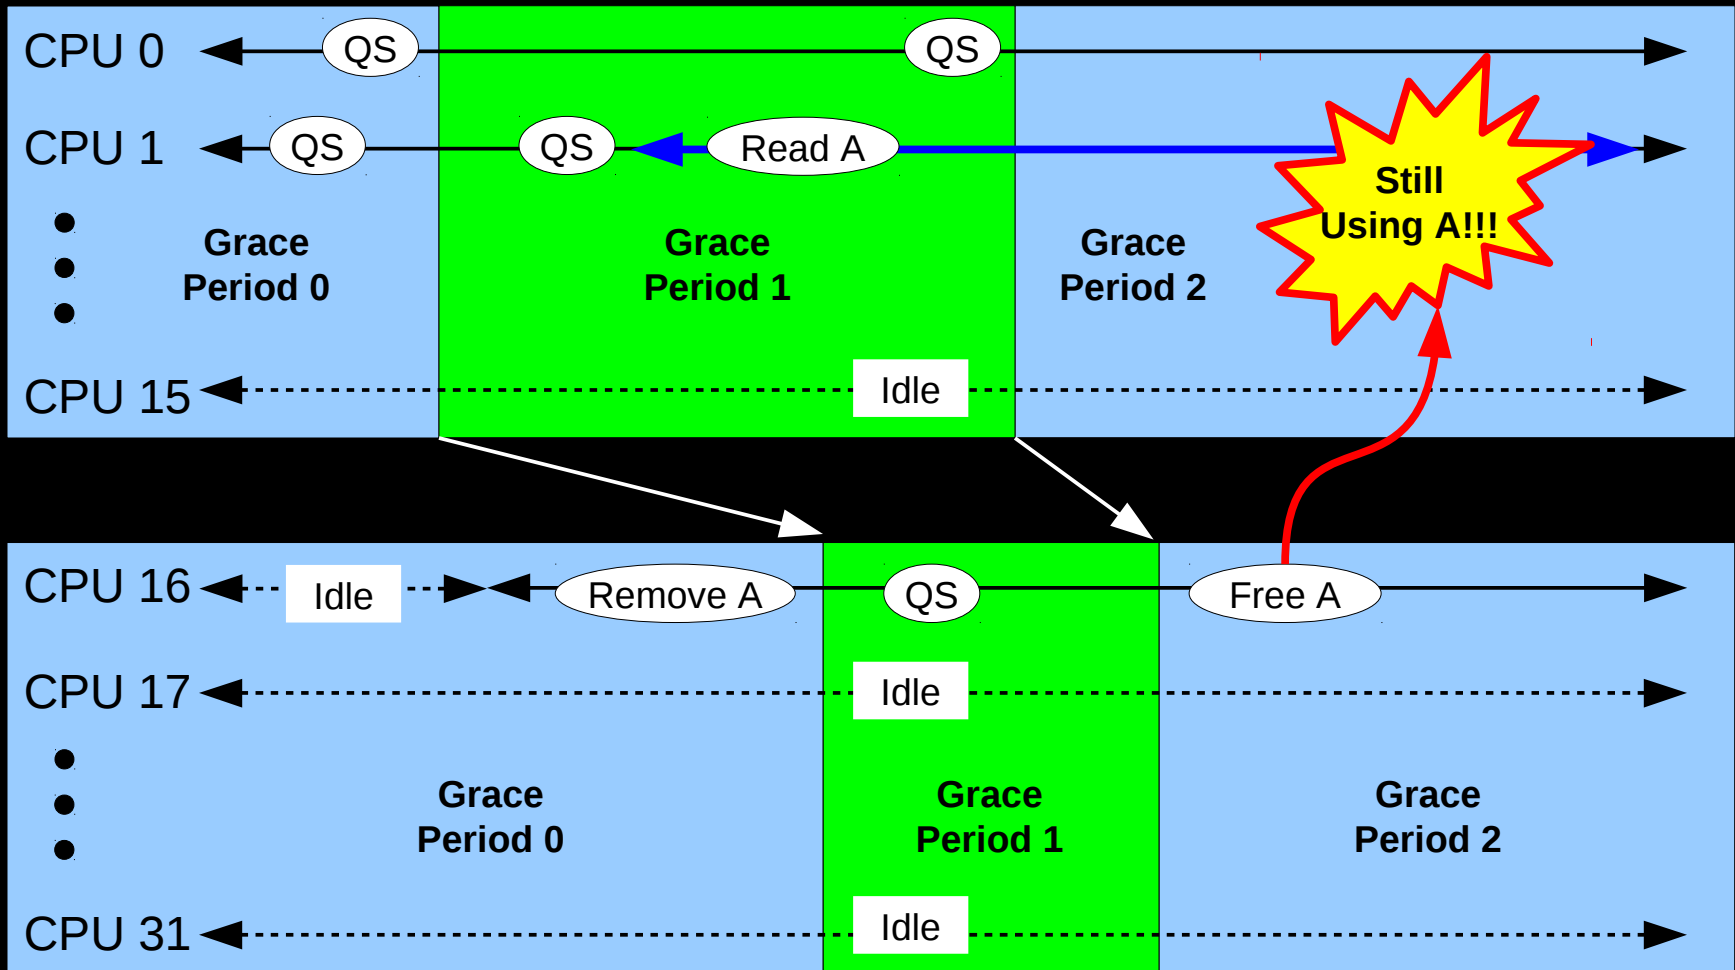 CPU 0
QS
QS
CPU 1
QS
QS
Read A
Still
Using A!!!
Grace
Period 0
Grace
Period 1
Grace
Period 2
CPU 15
Idle
CPU 16
Idle
Remove A
QS
Free A
CPU 17
Idle
Grace
Period 0
Grace
Period 1
Grace
Period 2
CPU 31
Idle